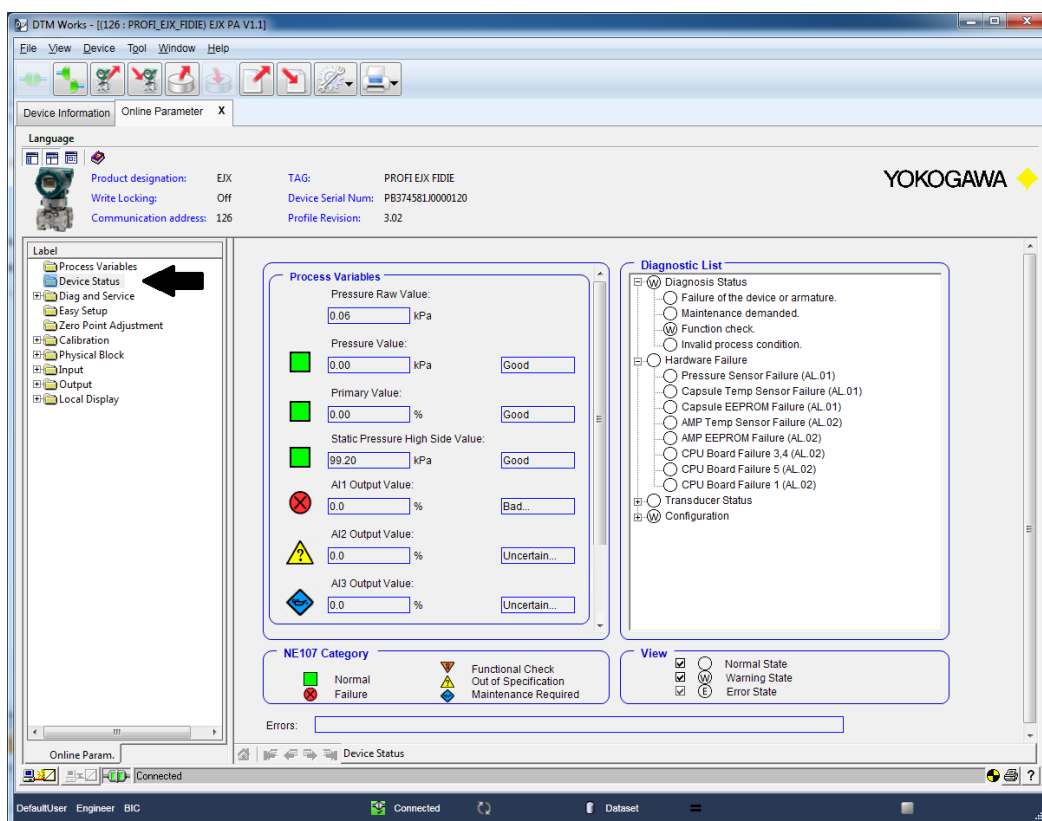 DTM Works - [(126 : PROFI_EJX_FIDIE) EJX PA V1.1]
File View Device Tool Window Help
Device Information Online Parameter X
Language
Product designation: EJX TAG: PROFI EJX FIDIE
Write Locking: Off Device Serial Num: PB374581J0000120
Communication address: 126 Profile Revision: 3.02
YOKOGAWA
Label
Process Variables
Device Status
Diag and Service
Easy Setup
Zero Point Adjustment
Calibration
Physical Block
Input
Output
Local Display
Online Param.
Process Variables
Pressure Raw Value:
0.06 kPa
Pressure Value:
0.00 kPa Good
Primary Value:
0.00 % Good
Static Pressure High Side Value:
99.20 kPa Good
AI1 Output Value:
0.0 % Bad...
AI2 Output Value:
? 0.0 % Uncertain...
AI3 Output Value:
0.0 % Uncertain...
Diagnostic List
W Diagnosis Status
Failure of the device or armature.
Maintenance demanded.
W Function check.
Invalid process condition.
Hardware Failure
Pressure Sensor Failure (AL.01)
Capsule Temp Sensor Failure (AL.01)
Capsule EEPROM Failure (AL.01)
AMP Temp Sensor Failure (AL.02)
AMP EEPROM Failure (AL.02)
CPU Board Failure 3,4 (AL.02)
CPU Board Failure 5 (AL.02)
CPU Board Failure 1 (AL.02)
Transducer Status
W Configuration
NE107 Category
Normal
Failure
Functional Check
? Out of Specification
Maintenance Required
View
Normal State
W Warning State
E Error State
Errors:
Device Status
Connected
?
DefaultUser Engineer BIC Connected Dataset